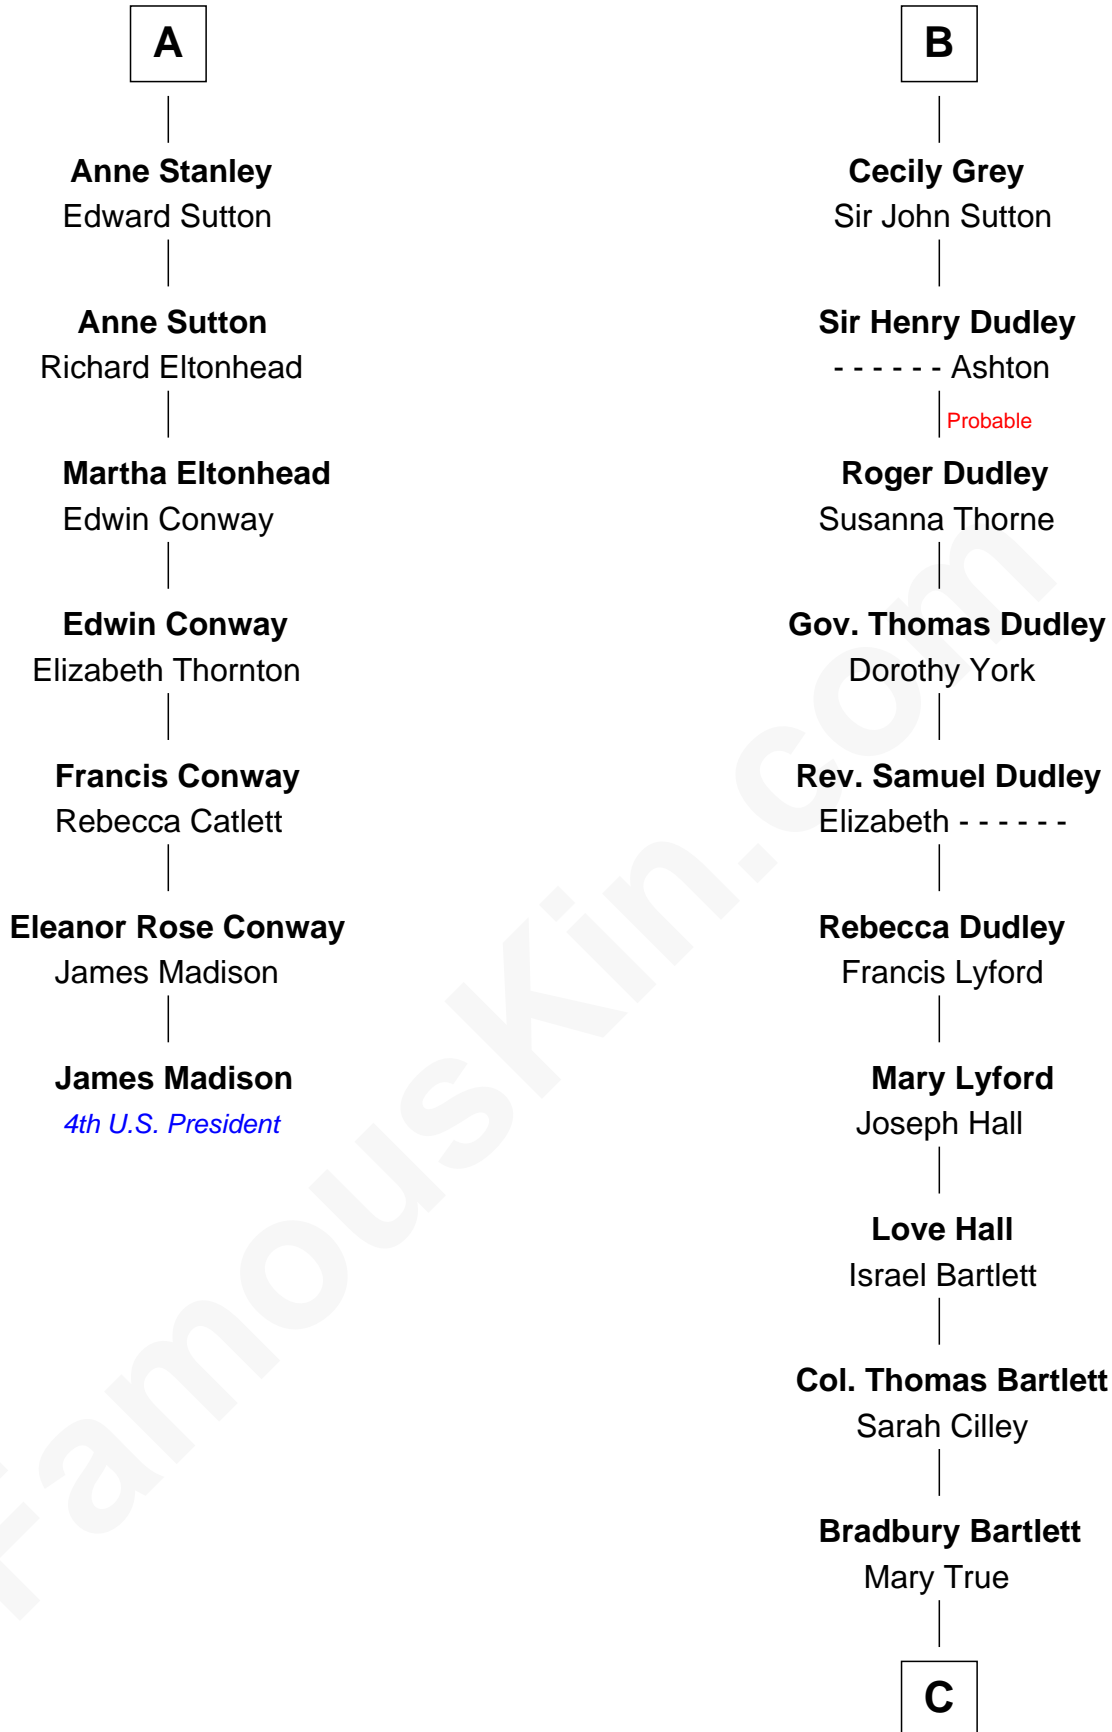 A
Anne Stanley
Edward Sutton
Anne Sutton
Richard Eltonhead
Martha Eltonhead
Edwin Conway
Edwin Conway
Elizabeth Thornton
Francis Conway
Rebecca Catlett
Eleanor Rose Conway
James Madison
James Madison
4th U.S. President
B
Cecily Grey
Sir John Sutton
Sir Henry Dudley
- - - - - - Ashton
Probable
Roger Dudley
Susanna Thorne
Gov. Thomas Dudley
Dorothy York
Rev. Samuel Dudley
Elizabeth - - - - - -
Rebecca Dudley
Francis Lyford
Mary Lyford
Joseph Hall
Love Hall
Israel Bartlett
Col. Thomas Bartlett
Sarah Cilley
Bradbury Bartlett
Mary True
C
FamousKin.com